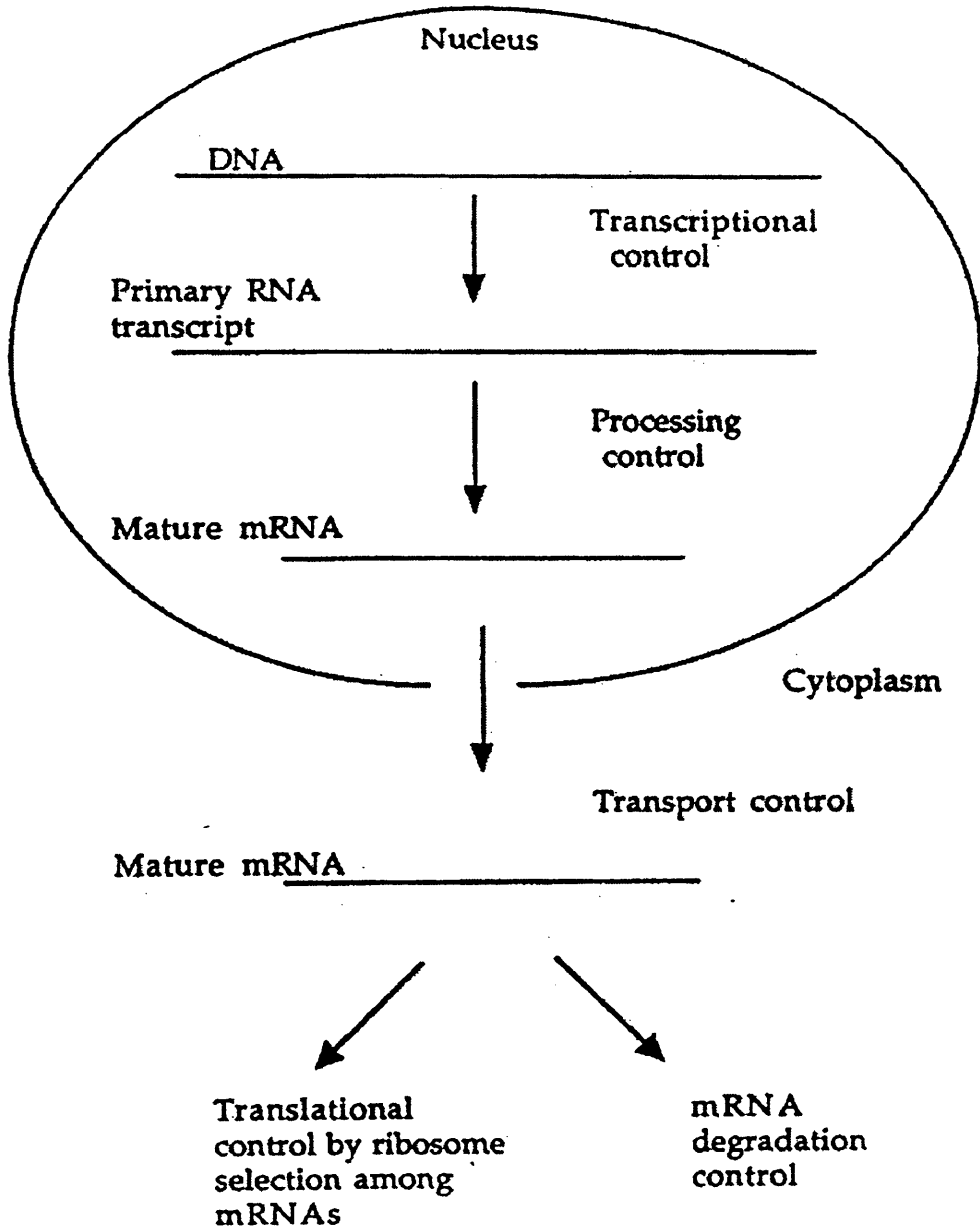 Nucleus
DNA
Transcriptional
control
Primary RNA
transcript
Processing
control
Mature mRNA
Cytoplasm
Transport control
Mature mRNA
Translational
control by ribosome
selection among
mRNAs
mRNA
degradation
control